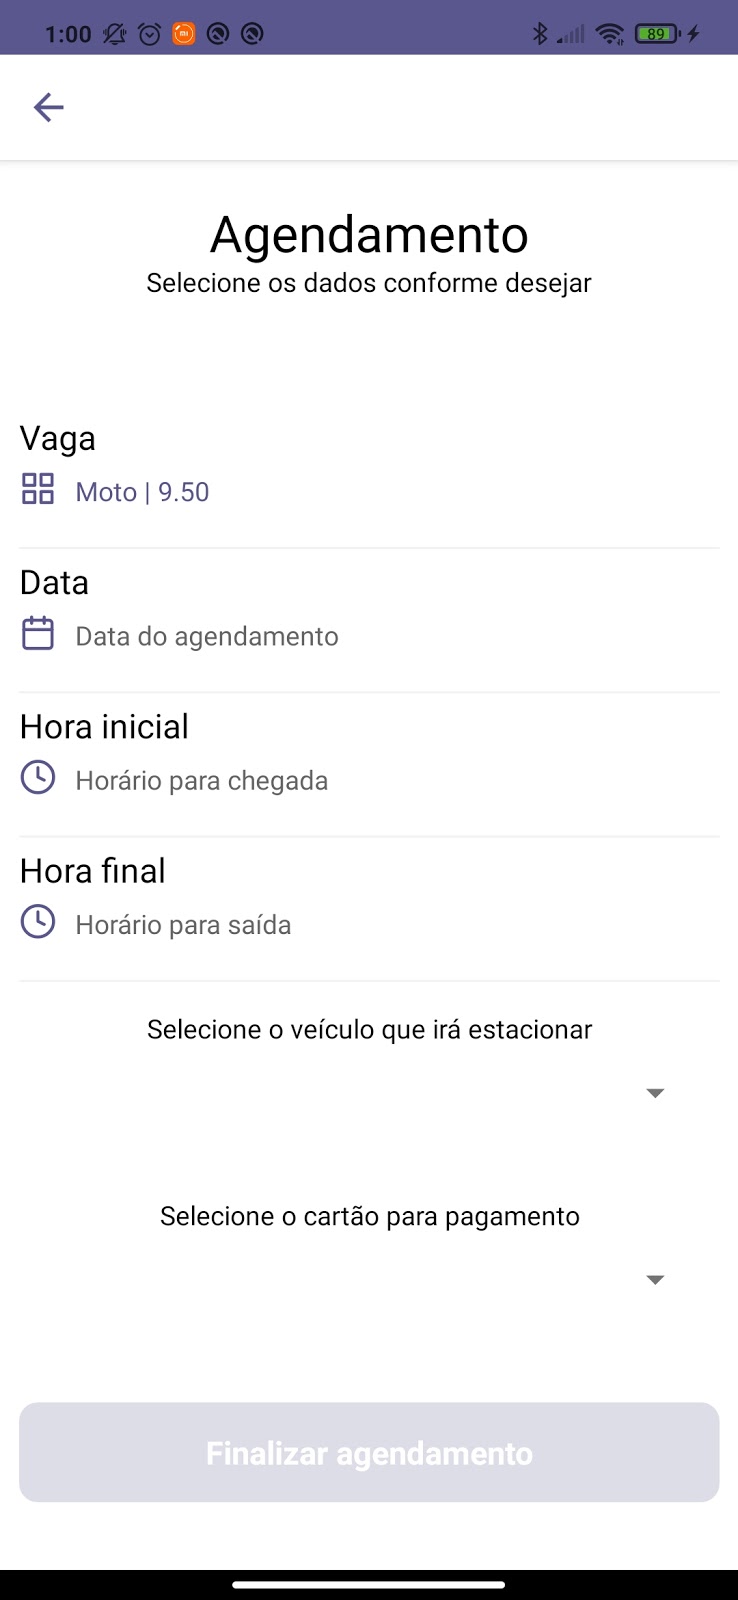 1:00
89
Agendamento
Selecione os dados conforme desejar
Vaga
Moto | 9.50
Data
Data do agendamento
Hora inicial
Horário para chegada
Hora final
Horário para saída
Selecione o veículo que irá estacionar
Selecione o cartão para pagamento
Finalizar agendamento